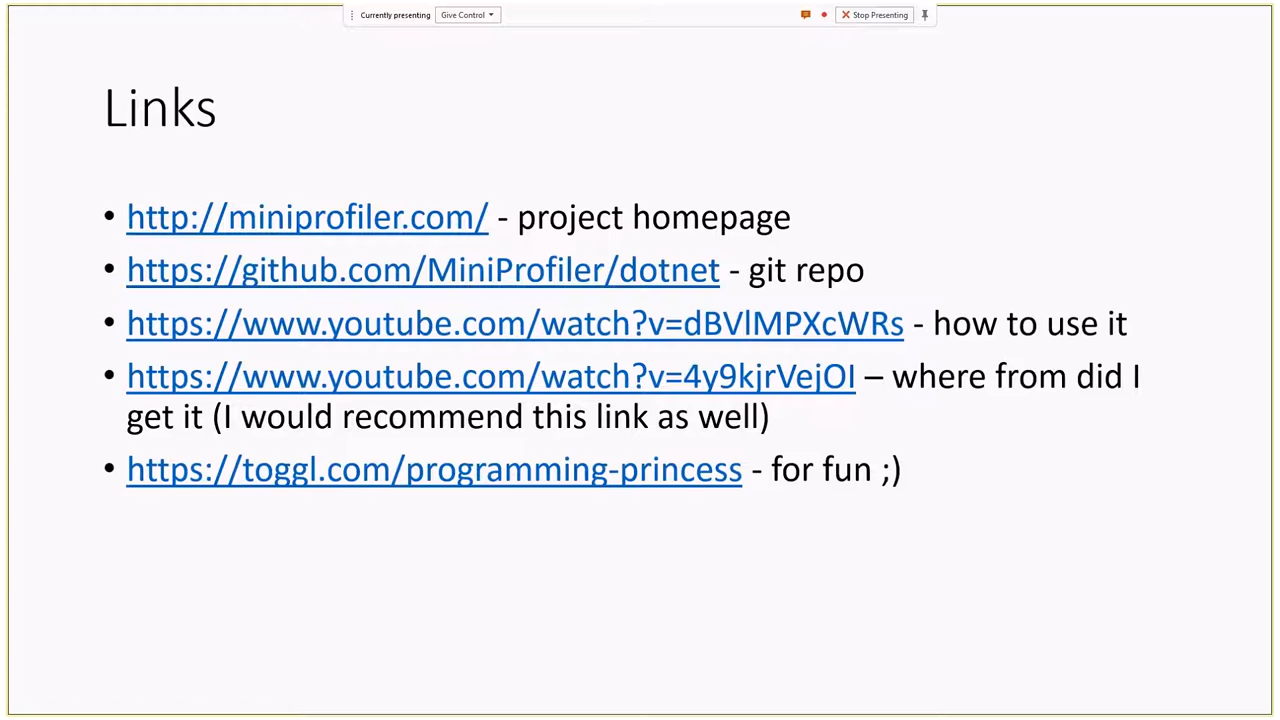 Currently presenting Give Control Stop Presenting
Links
• http://miniprofiler.com/ - project homepage
• https://github.com/MiniProfiler/dotnet - git repo
• https://www.youtube.com/watch?v=dBVlMPXcWRs - how to use it
• https://www.youtube.com/watch?v=4y9kjrVejOI – where from did I
get it (I would recommend this link as well)
• https://toggl.com/programming-princess - for fun ;)